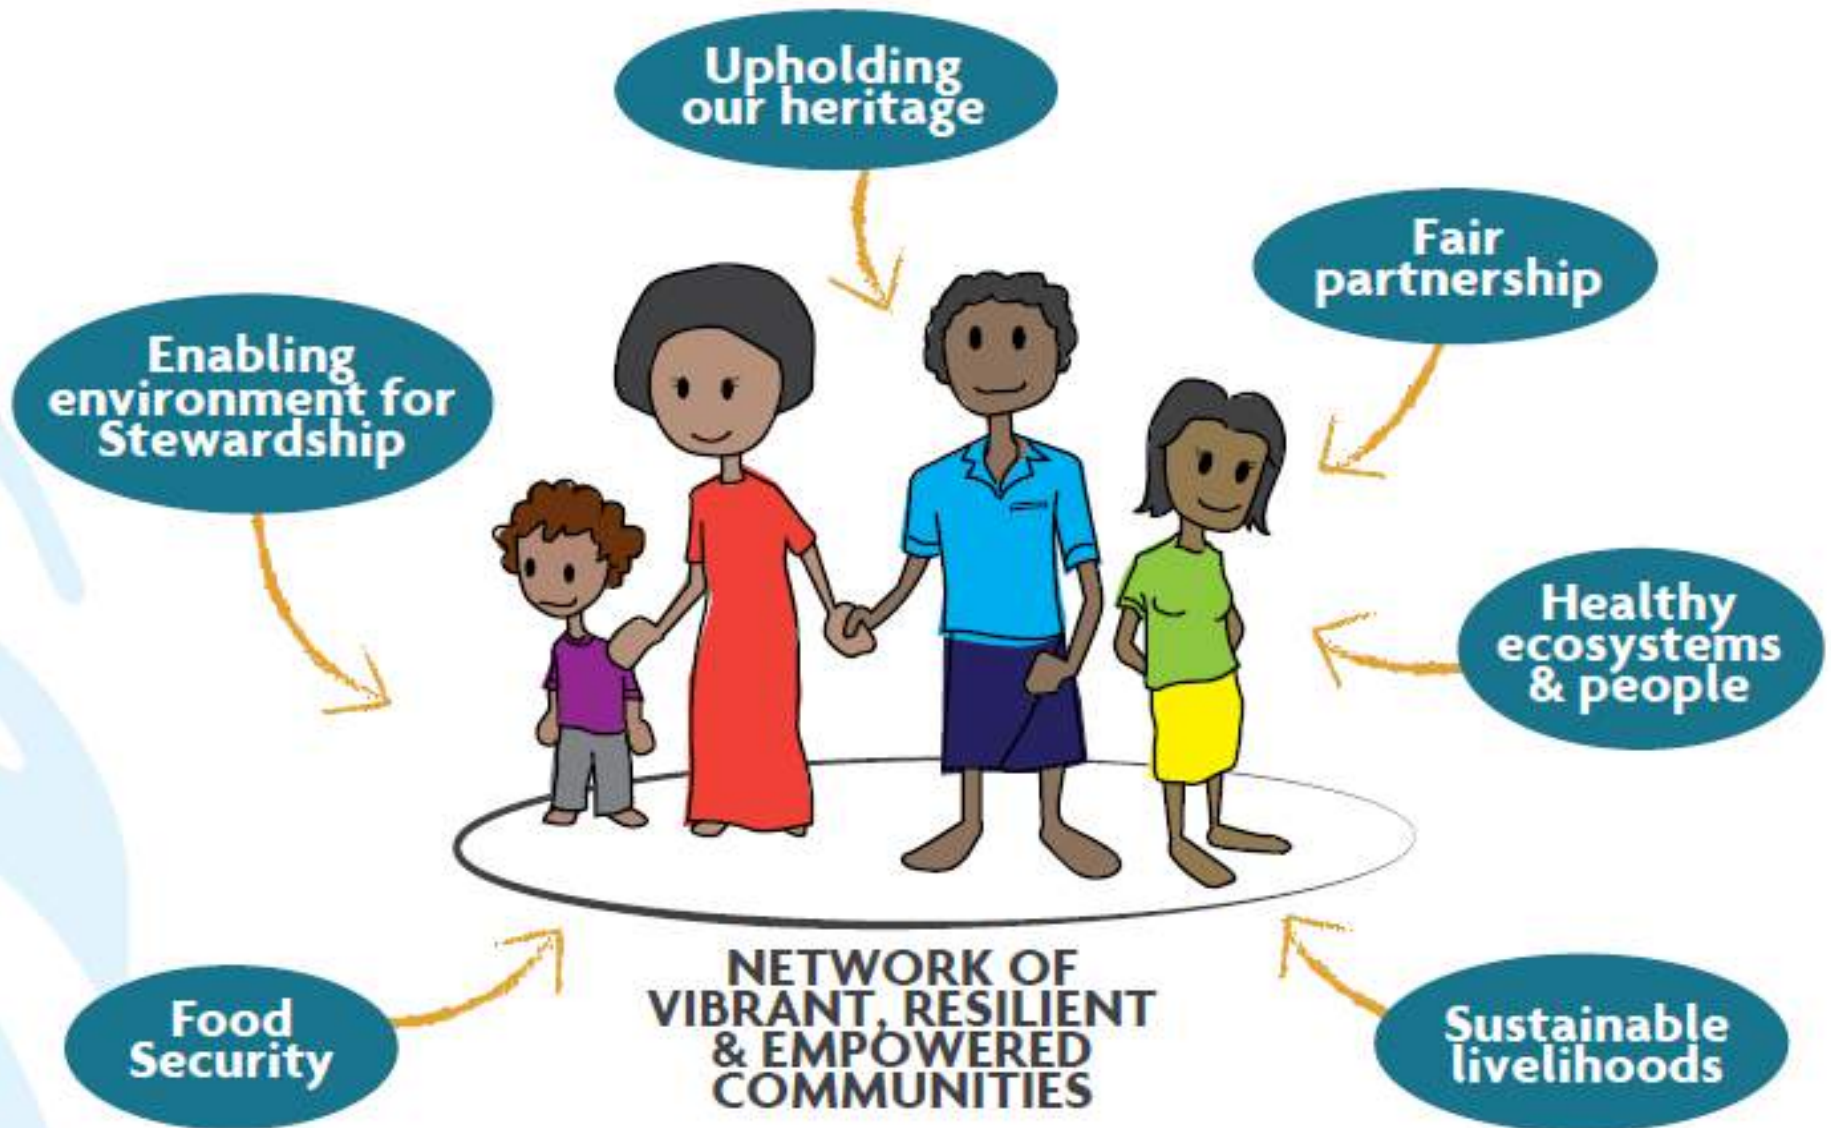 Upholding
our heritage
Fair
partnership
Enabling
environment for
Stewardship
Healthy
ecosystems
& people
Food
Security
NETWORK OF
VIBRANT, RESILIENT
& EMPOWERED
COMMUNITIES
Sustainable
livelihoods